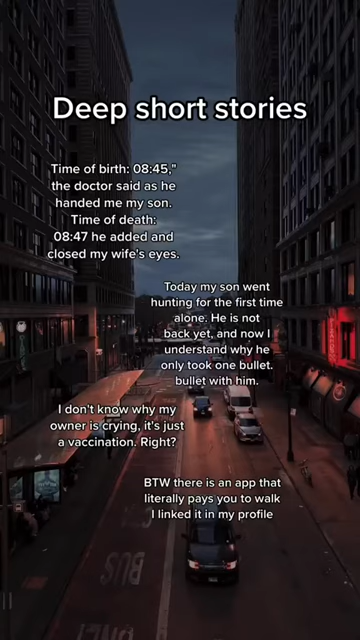 Deep short stories
Time of birth: 08:45,"
the doctor said as he
handed me my son.
Time of death:
08:47 he added and
closed my wife's eyes.
Today my son went
hunting for the first time
alone. He is not
back yet, and now I
understand why he
only took one bullet.
bullet with him.
I don't know why my
owner is crying, it's just
a vaccination. Right?
BTW there is an app that
literally pays you to walk
I linked it in my profile
BUS
ONLY